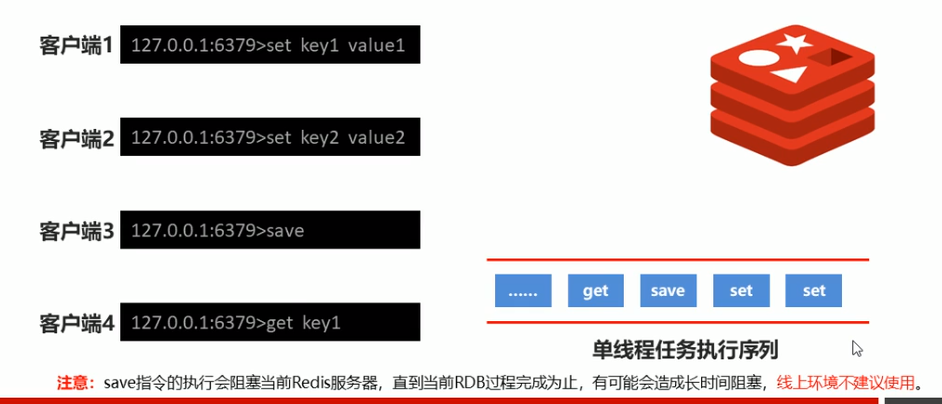 客户端1 127.0.0.1:6379>set key1 value1
客户端2 127.0.0.1:6379>set key2 value2
客户端3 127.0.0.1:6379>save
客户端4 127.0.0.1:6379>get key1
...... get save set set
单线程任务执行序列
注意：save指令的执行会阻塞当前Redis服务器，直到当前RDB过程完成为止，有可能会造成长时间阻塞，线上环境不建议使用。